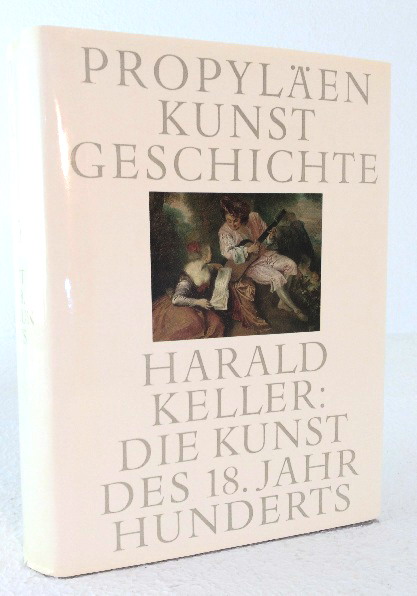 PROPYLÄEN
KUNST
GESCHICHTE
HARALD
KELLER:
DIE KUNST
DES 18. JAHR
HUNDERTS